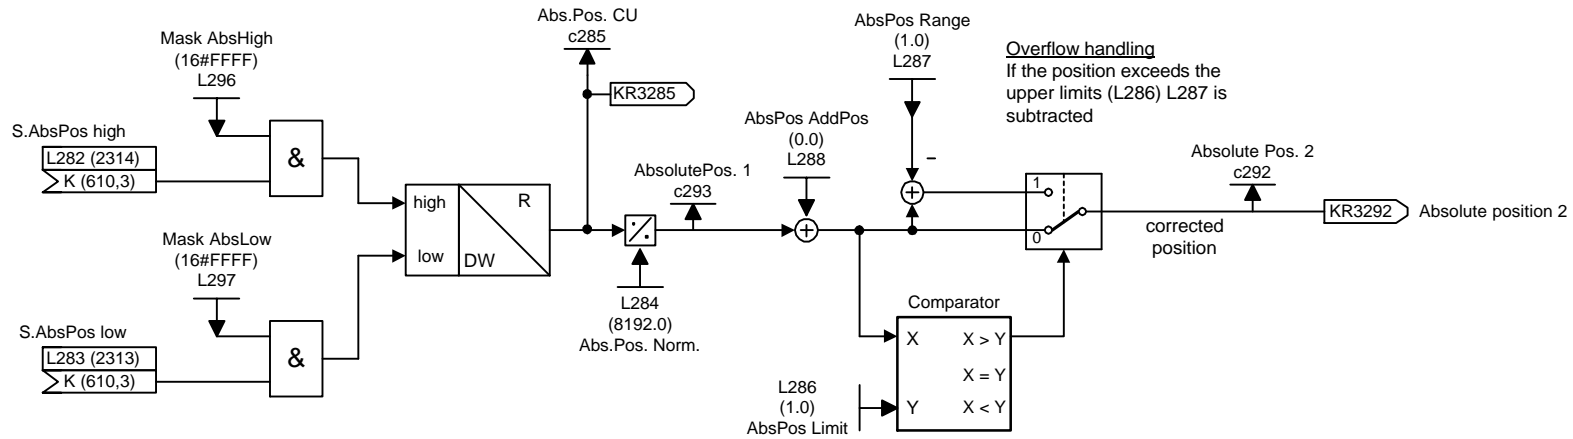 Abs.Pos. CU
c285
AbsPos Range
(1.0)
L287
Mask AbsHigh
(16#FFFF)
L296
Overflow handling
If the position exceeds the
upper limits (L286) L287 is
subtracted
KR3285
S.AbsPos high
L282 (2314)
K (610,3)
&
AbsPos AddPos
(0.0)
L288
–
Absolute Pos. 2
c292
AbsolutePos. 1
c293
high
R
low
DW
1
0
KR3292
Absolute position 2
corrected
position
Mask AbsLow
(16#FFFF)
L297
L284
(8192.0)
Abs.Pos. Norm.
Comparator
S.AbsPos low
L283 (2313)
K (610,3)
&
X
X > Y
X = Y
Y
X < Y
L286
(1.0)
AbsPos Limit